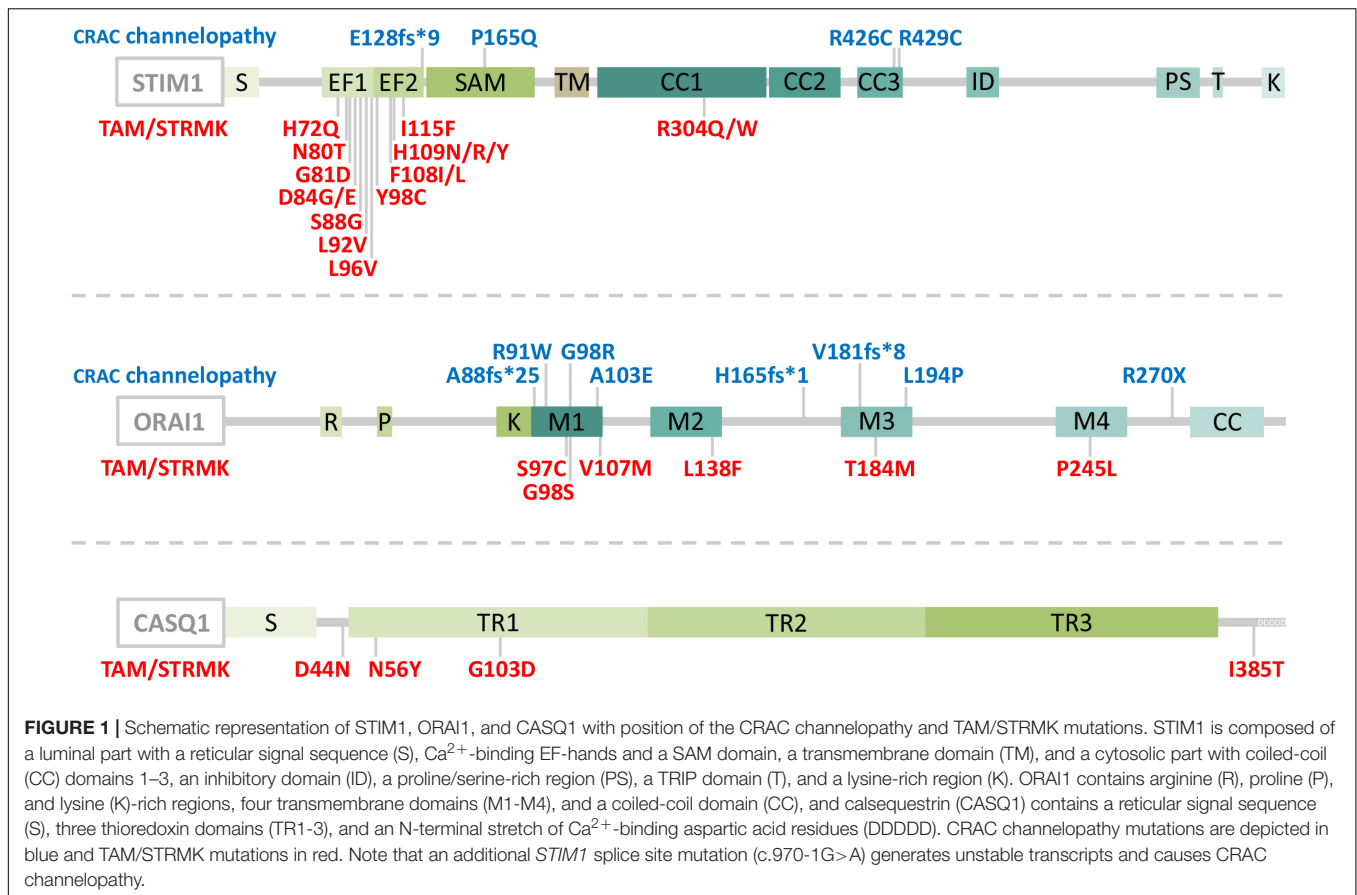 CRAC channelopathy E128fs*9 P165Q R426C R429C
STIM1 S EF1 EF2 SAM TM CC1 CC2 CC3 ID PS T K
TAM/STRMK H72Q I115F R304Q/W
N80T H109N/R/Y
G81D F108I/L
D84G/E Y98C
S88G
L92V
L96V
R91W G98R V181fs*8
CRAC channelopathy A88fs*25 A103E H165fs*1 L194P R270X
ORAI1 R P K M1 M2 M3 M4 CC
TAM/STRMK S97C V107M L138F T184M P245L
G98S
CASQ1 S TR1 TR2 TR3 DDDDD
TAM/STRMK D44N N56Y G103D I385T
FIGURE 1 | Schematic representation of STIM1, ORAI1, and CASQ1 with position of the CRAC channelopathy and TAM/STRMK mutations. STIM1 is composed of
a luminal part with a reticular signal sequence (S), Ca2+-binding EF-hands and a SAM domain, a transmembrane domain (TM), and a cytosolic part with coiled-coil
(CC) domains 1–3, an inhibitory domain (ID), a proline/serine-rich region (PS), a TRIP domain (T), and a lysine-rich region (K). ORAI1 contains arginine (R), proline (P),
and lysine (K)-rich regions, four transmembrane domains (M1-M4), and a coiled-coil domain (CC), and calsequestrin (CASQ1) contains a reticular signal sequence
(S), three thioredoxin domains (TR1-3), and an N-terminal stretch of Ca2+-binding aspartic acid residues (DDDDD). CRAC channelopathy mutations are depicted in
blue and TAM/STRMK mutations in red. Note that an additional STIM1 splice site mutation (c.970-1G>A) generates unstable transcripts and causes CRAC
channelopathy.